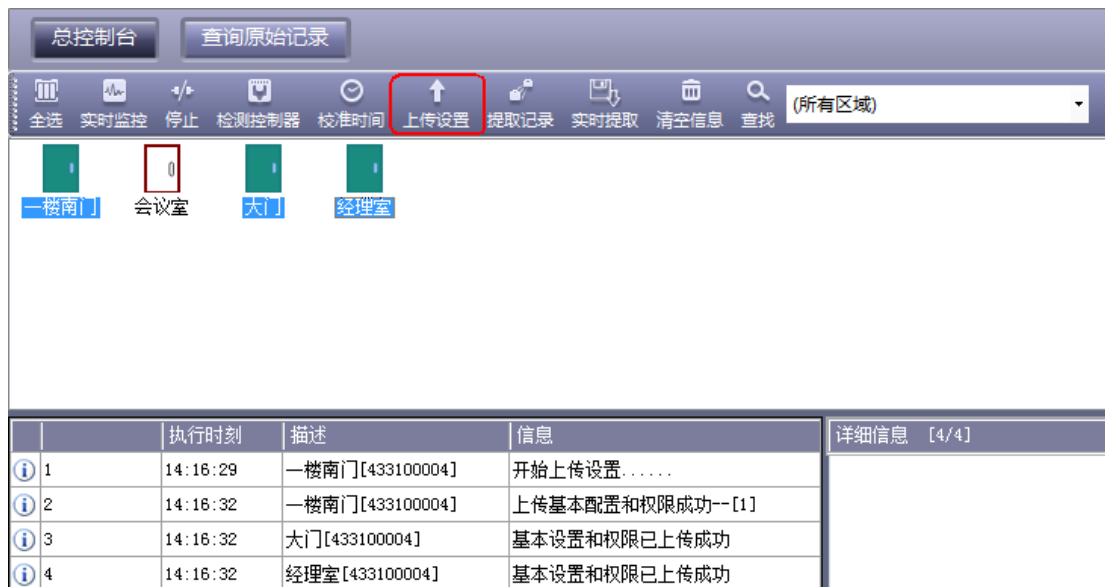 总控制台 查询原始记录
全选 实时监控 停止 检测控制器 校准时间 上传设置 提取记录 实时提取 清空信息 查找 (所有区域)
一楼南门 会议室 大门 经理室
执行时刻 描述 信息 详细信息 [4/4]
1 14:16:29 一楼南门[433100004] 开始上传设置......
2 14:16:32 一楼南门[433100004] 上传基本配置和权限成功--[1]
3 14:16:32 大门[433100004] 基本设置和权限已上传成功
4 14:16:32 经理室[433100004] 基本设置和权限已上传成功